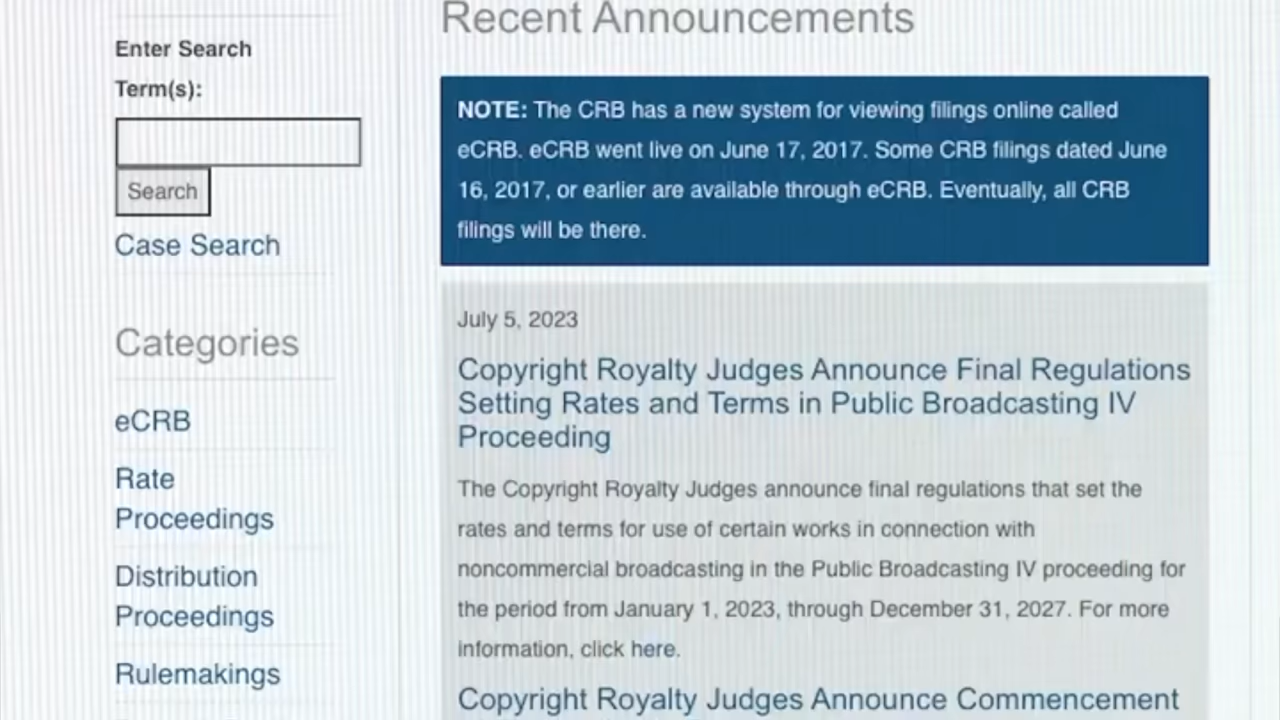 Recent Announcements
Enter Search
Term(s):
Search
Case Search
Categories
eCRB
Rate
Proceedings
Distribution
Proceedings
Rulemakings
NOTE: The CRB has a new system for viewing filings online called
eCRB. eCRB went live on June 17, 2017. Some CRB filings dated June
16, 2017, or earlier are available through eCRB. Eventually, all CRB
filings will be there.
July 5, 2023
Copyright Royalty Judges Announce Final Regulations
Setting Rates and Terms in Public Broadcasting IV
Proceeding
The Copyright Royalty Judges announce final regulations that set the
rates and terms for use of certain works in connection with
noncommercial broadcasting in the Public Broadcasting IV proceeding for
the period from January 1, 2023, through December 31, 2027. For more
information, click here.
Copyright Royalty Judges Announce Commencement